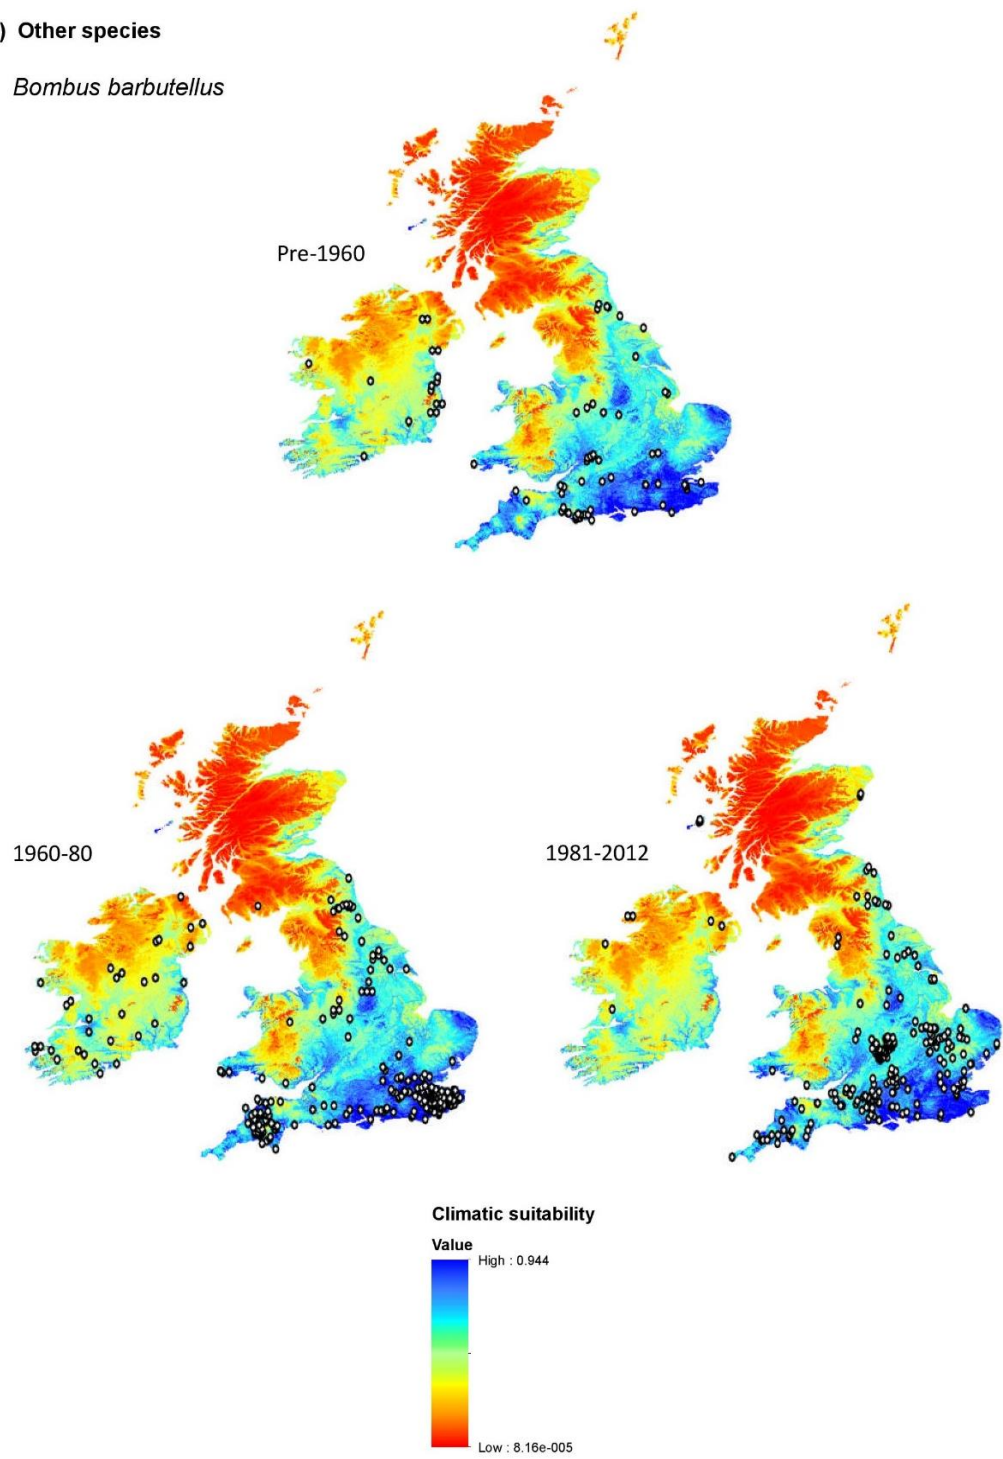 ) Other species
Bombus barbutellus
Pre-1960
1960-80
1981-2012
Climatic suitability
Value
High : 0.944
Low : 8.16e-005